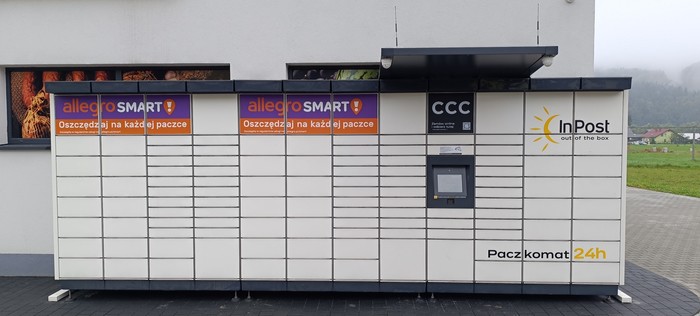 allegro SMART!
Oszczędzaj na każdej paczce
allegro SMART!
Oszczędzaj na każdej paczce
CCC
InPost
out of the box
Paczkomat 24h